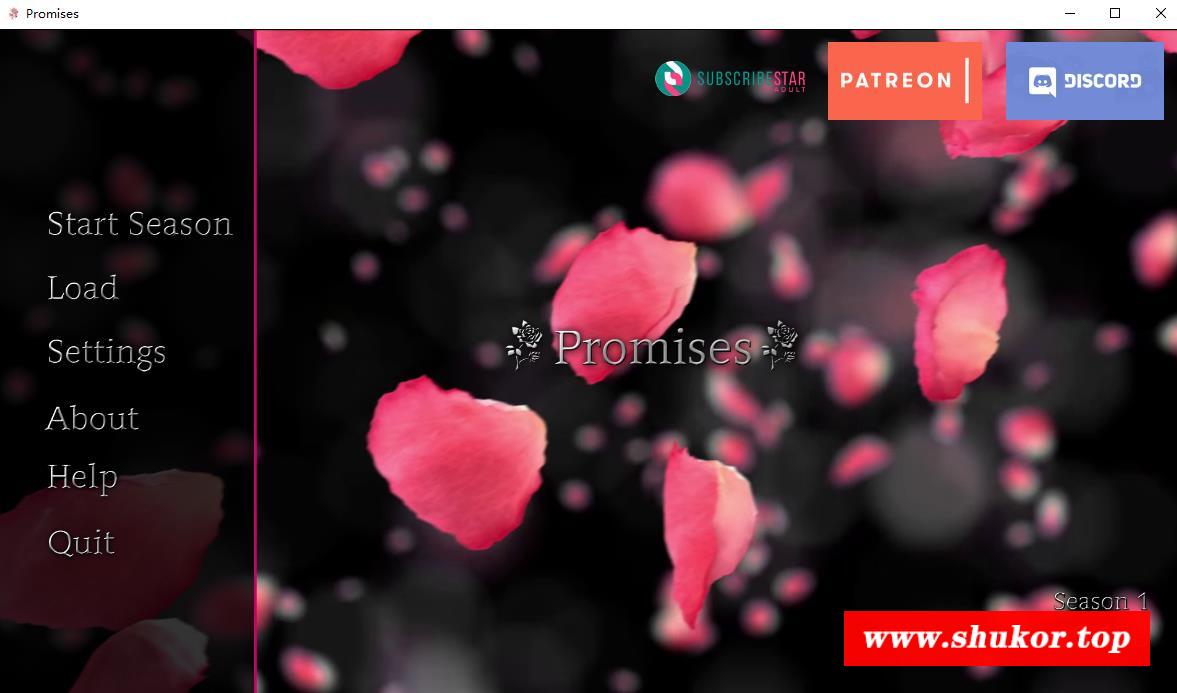 Promises
SUBSCRIBESTAR
ADULT
PATREON
DISCORD
Start Season
Load
Settings
About
Help
Quit
Promises
Season 1
www.shukor.top